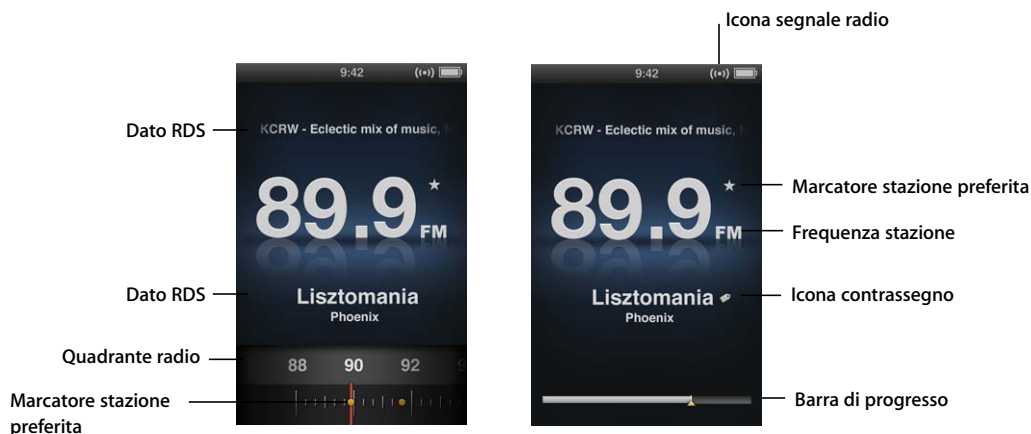 Icona segnale radio
9:42
9:42
Dato RDS
KCRW - Eclectic mix of music,
KCRW - Eclectic mix of music,
89.9
FM
89.9
FM
Marcatore stazione preferita
Frequenza stazione
Dato RDS
Lisztomania
Phoenix
Lisztomania
Phoenix
Icona contrassegno
Quadrante radio
88 90 92
Marcatore stazione
preferita
Barra di progresso